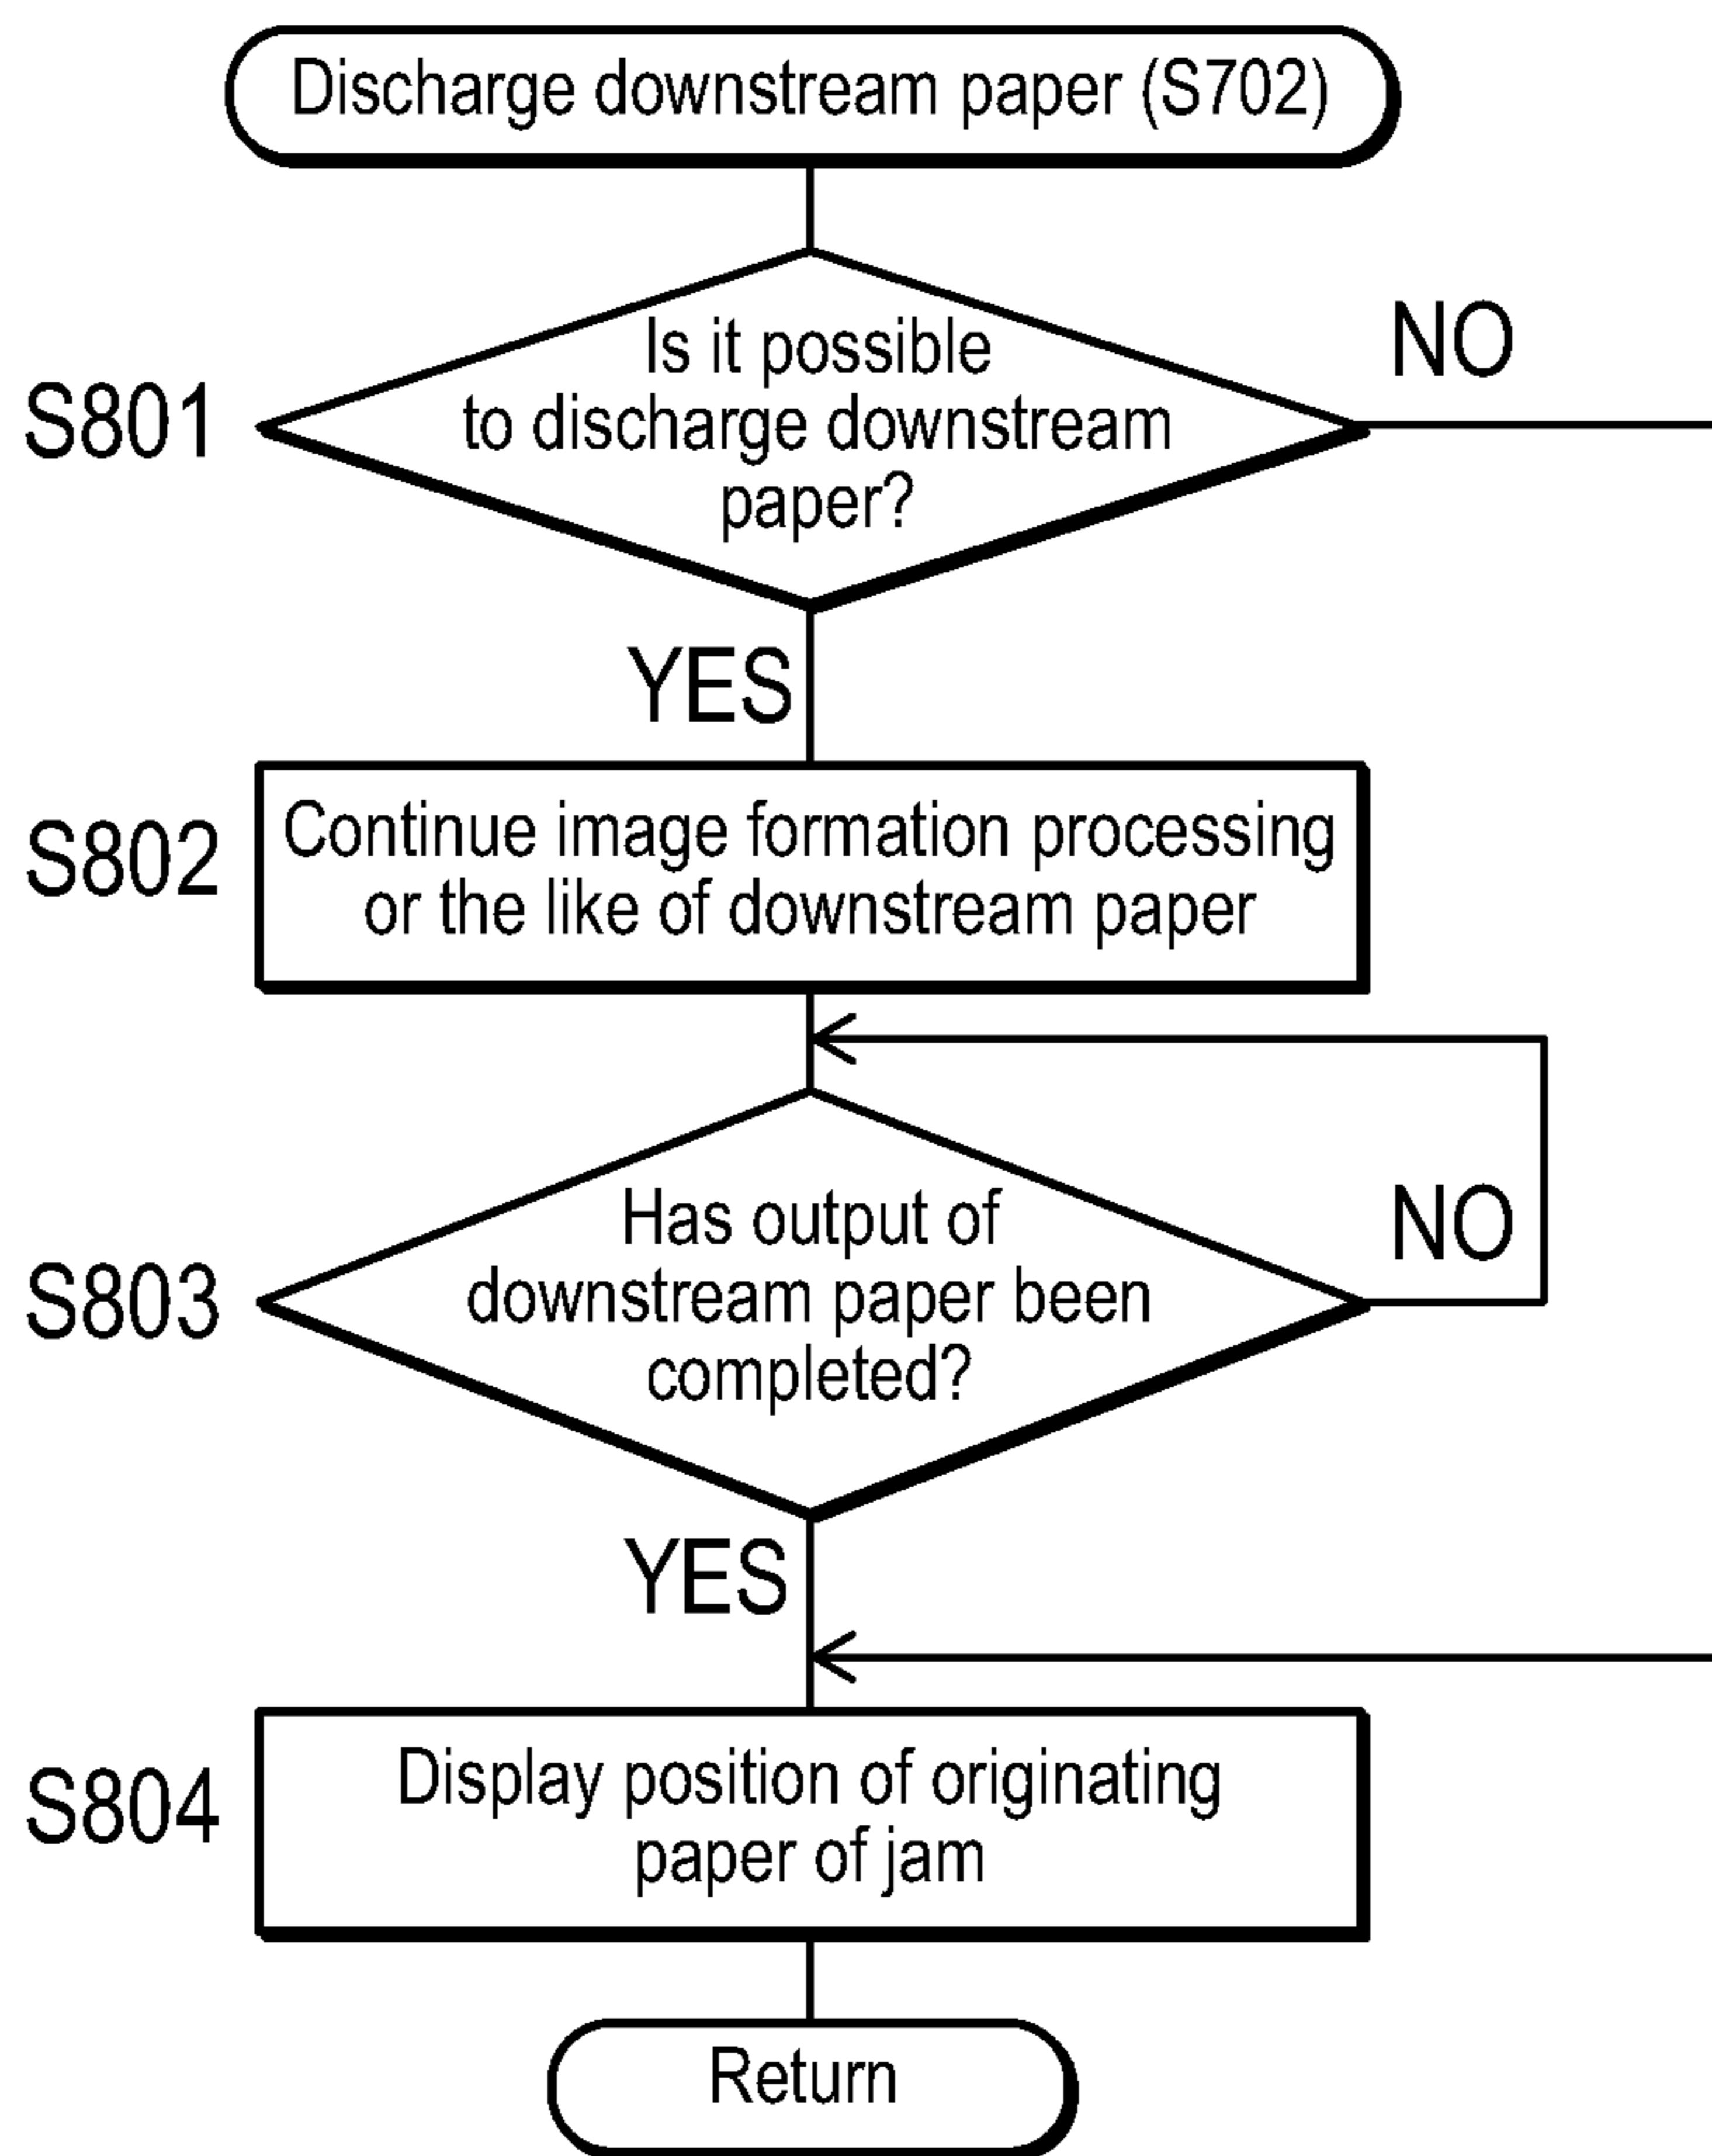 Discharge downstream paper (S702)
S801
Is it possible
to discharge downstream
paper?
NO
YES
S802
Continue image formation processing
or the like of downstream paper
S803
Has output of
downstream paper been
completed?
NO
YES
S804
Display position of originating
paper of jam
Return